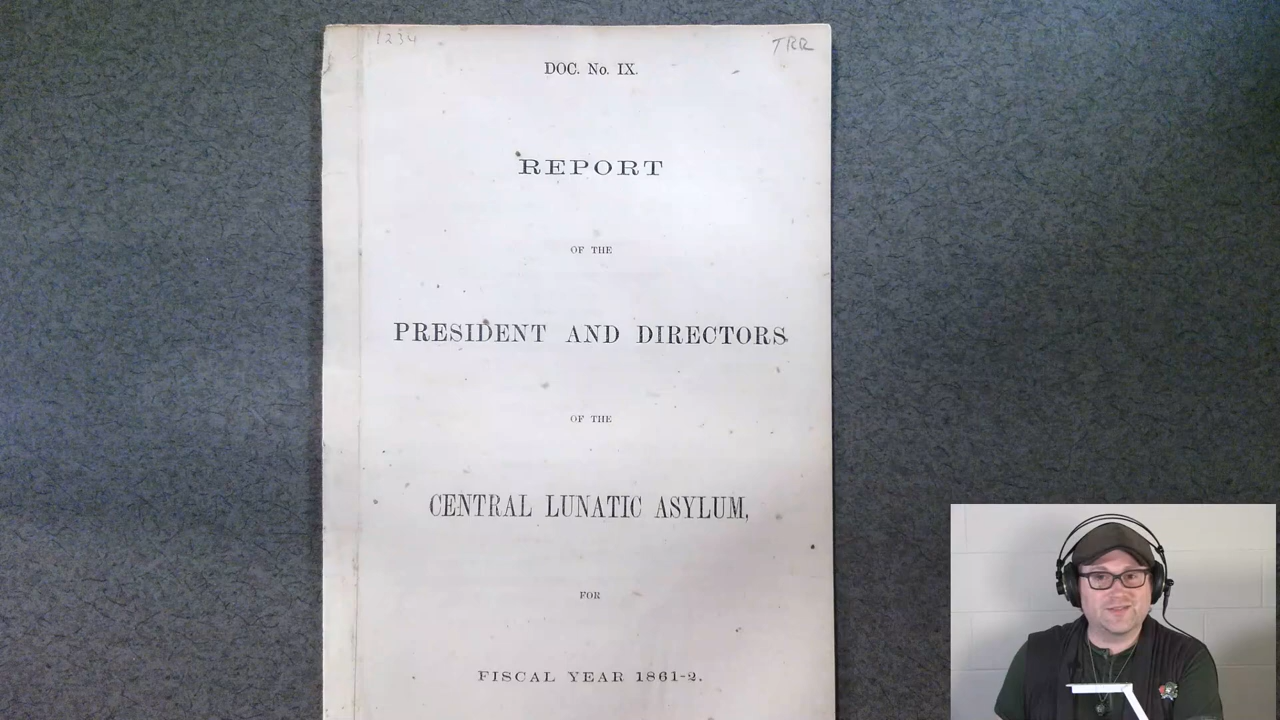 1234
TRR
DOC. No. IX.
REPORT
OF THE
PRESIDENT AND DIRECTORS
OF THE
CENTRAL LUNATIC ASYLUM,
FOR
FISCAL YEAR 1861-2.